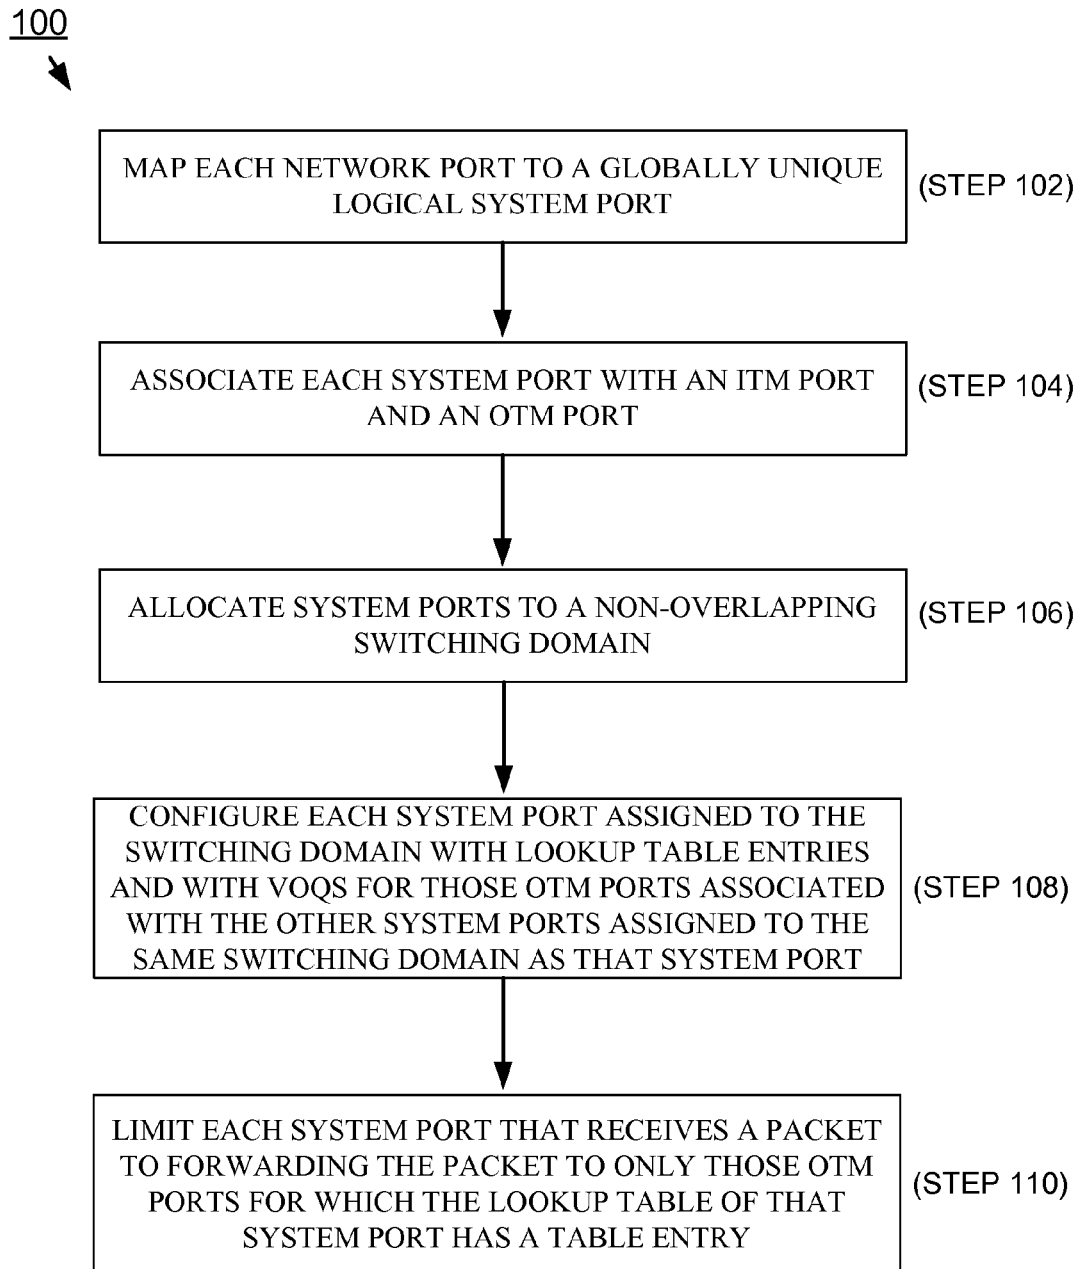 100
MAP EACH NETWORK PORT TO A GLOBALLY UNIQUE
LOGICAL SYSTEM PORT
(STEP 102)
ASSOCIATE EACH SYSTEM PORT WITH AN ITM PORT
AND AN OTM PORT
(STEP 104)
ALLOCATE SYSTEM PORTS TO A NON-OVERLAPPING
SWITCHING DOMAIN
(STEP 106)
CONFIGURE EACH SYSTEM PORT ASSIGNED TO THE
SWITCHING DOMAIN WITH LOOKUP TABLE ENTRIES
AND WITH VOQS FOR THOSE OTM PORTS ASSOCIATED
WITH THE OTHER SYSTEM PORTS ASSIGNED TO THE
SAME SWITCHING DOMAIN AS THAT SYSTEM PORT
(STEP 108)
LIMIT EACH SYSTEM PORT THAT RECEIVES A PACKET
TO FORWARDING THE PACKET TO ONLY THOSE OTM
PORTS FOR WHICH THE LOOKUP TABLE OF THAT
SYSTEM PORT HAS A TABLE ENTRY
(STEP 110)